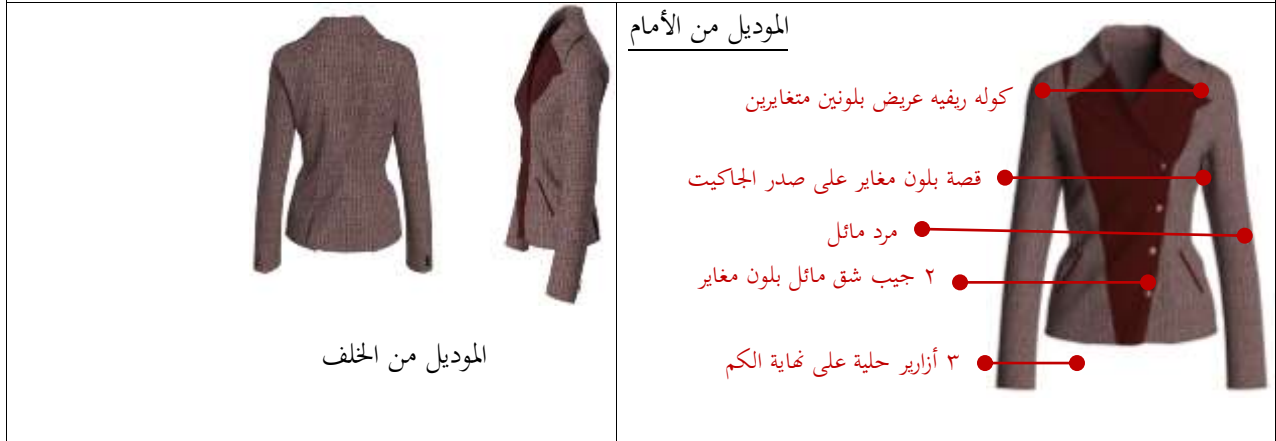 الموديل من الأمام
كوله ريفيه عريض بلونين متغايرين
قصة بلون مغاير على صدر الجاكيت
مرد مائل
٢ جيب شق مائل بلون مغاير
٣ أزارير حلية على نهاية الكم
الموديل من الخلف